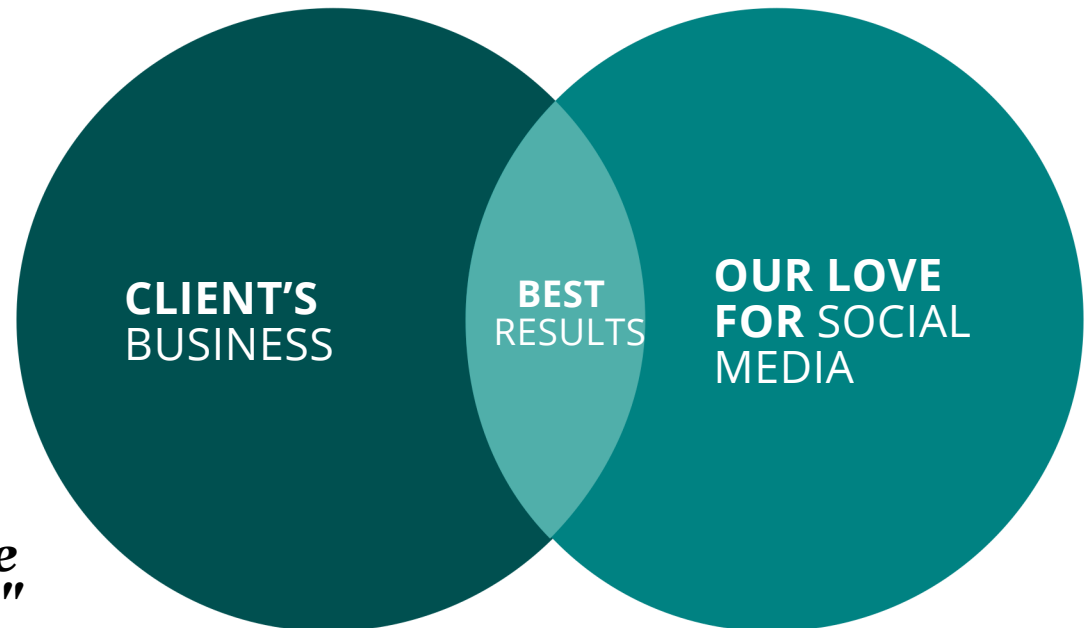 CLIENT’S
BUSINESS
BEST
RESULTS
OUR LOVE
FOR SOCIAL
MEDIA
e
"